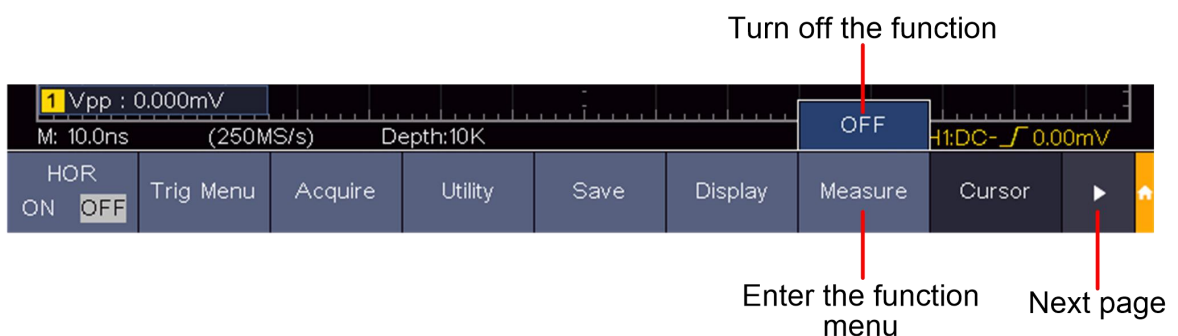 Turn off the function
1 Vpp : 0.000mV
M: 10.0ns (250MS/s) Depth:10K OFF H1:DC- 0.00mV
HOR
ON OFF Trig Menu Acquire Utility Save Display Measure Cursor
Enter the function Next page
menu